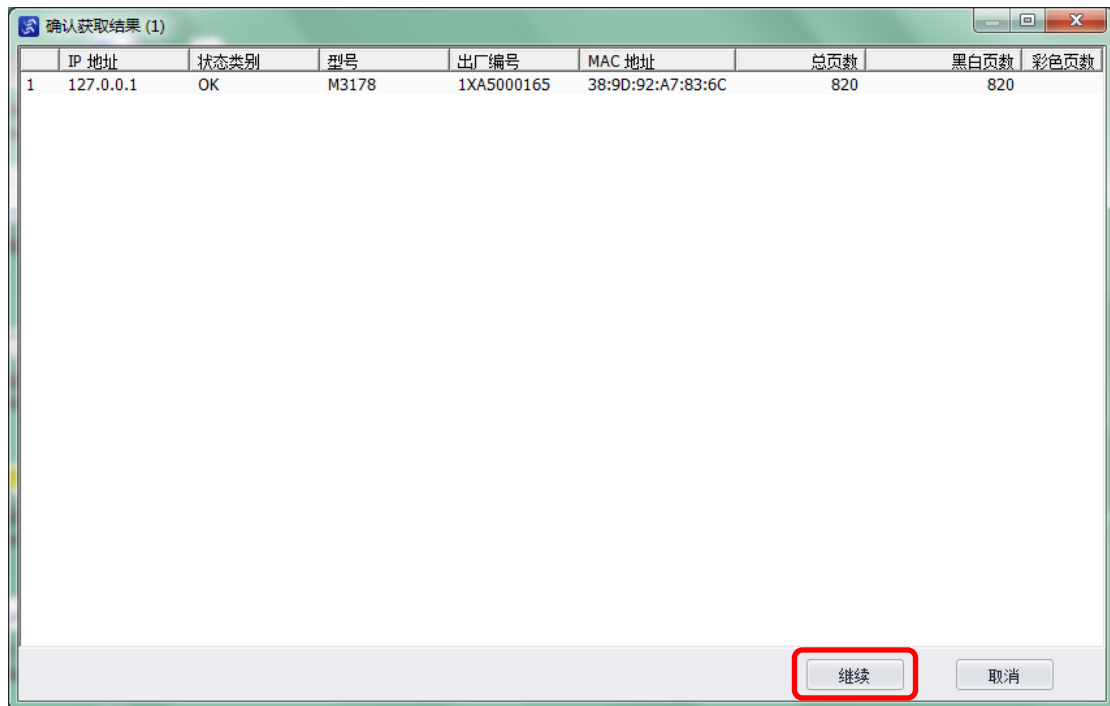 确认获取结果 (1)
IP 地址 状态类别 型号 出厂编号 MAC 地址 总页数 黑白页数 彩色页数
1 127.0.0.1 OK M3178 1XA5000165 38:9D:92:A7:83:6C 820 820
继续 取消